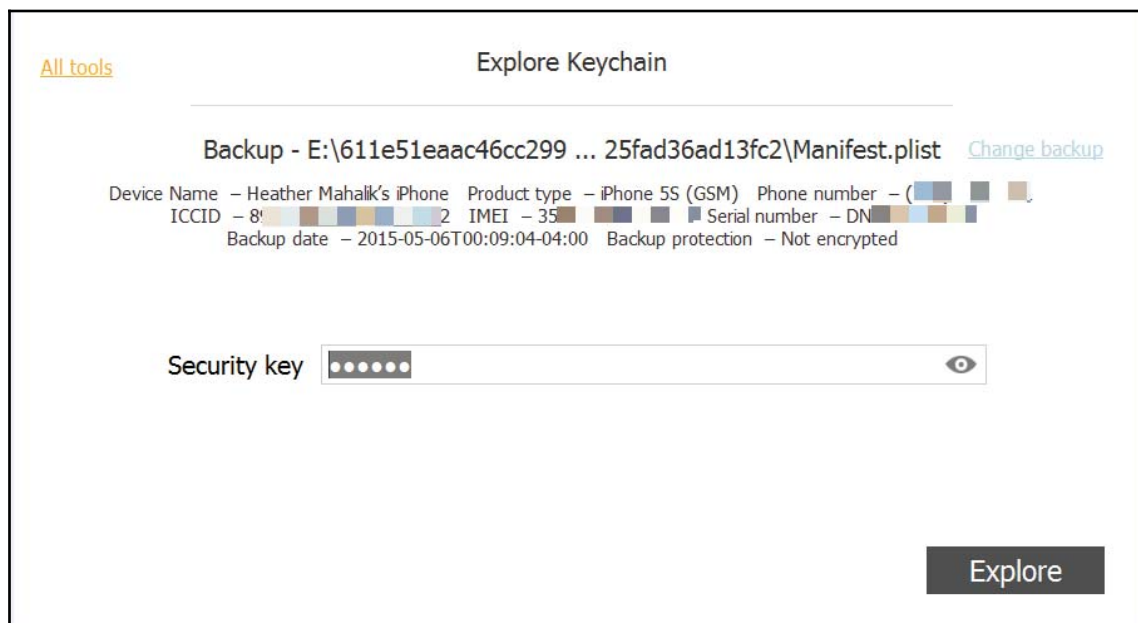 All tools
Explore Keychain
Backup - E:\611e51eaac46cc299 ... 25fad36ad13fc2\Manifest.plist Change backup
Device Name – Heather Mahalik's iPhone Product type – iPhone 5S (GSM) Phone number – (
ICCID – 8 2 IMEI – 35 Serial number – DN
Backup date – 2015-05-06T00:09:04-04:00 Backup protection – Not encrypted
Security key ●●●●●●
Explore